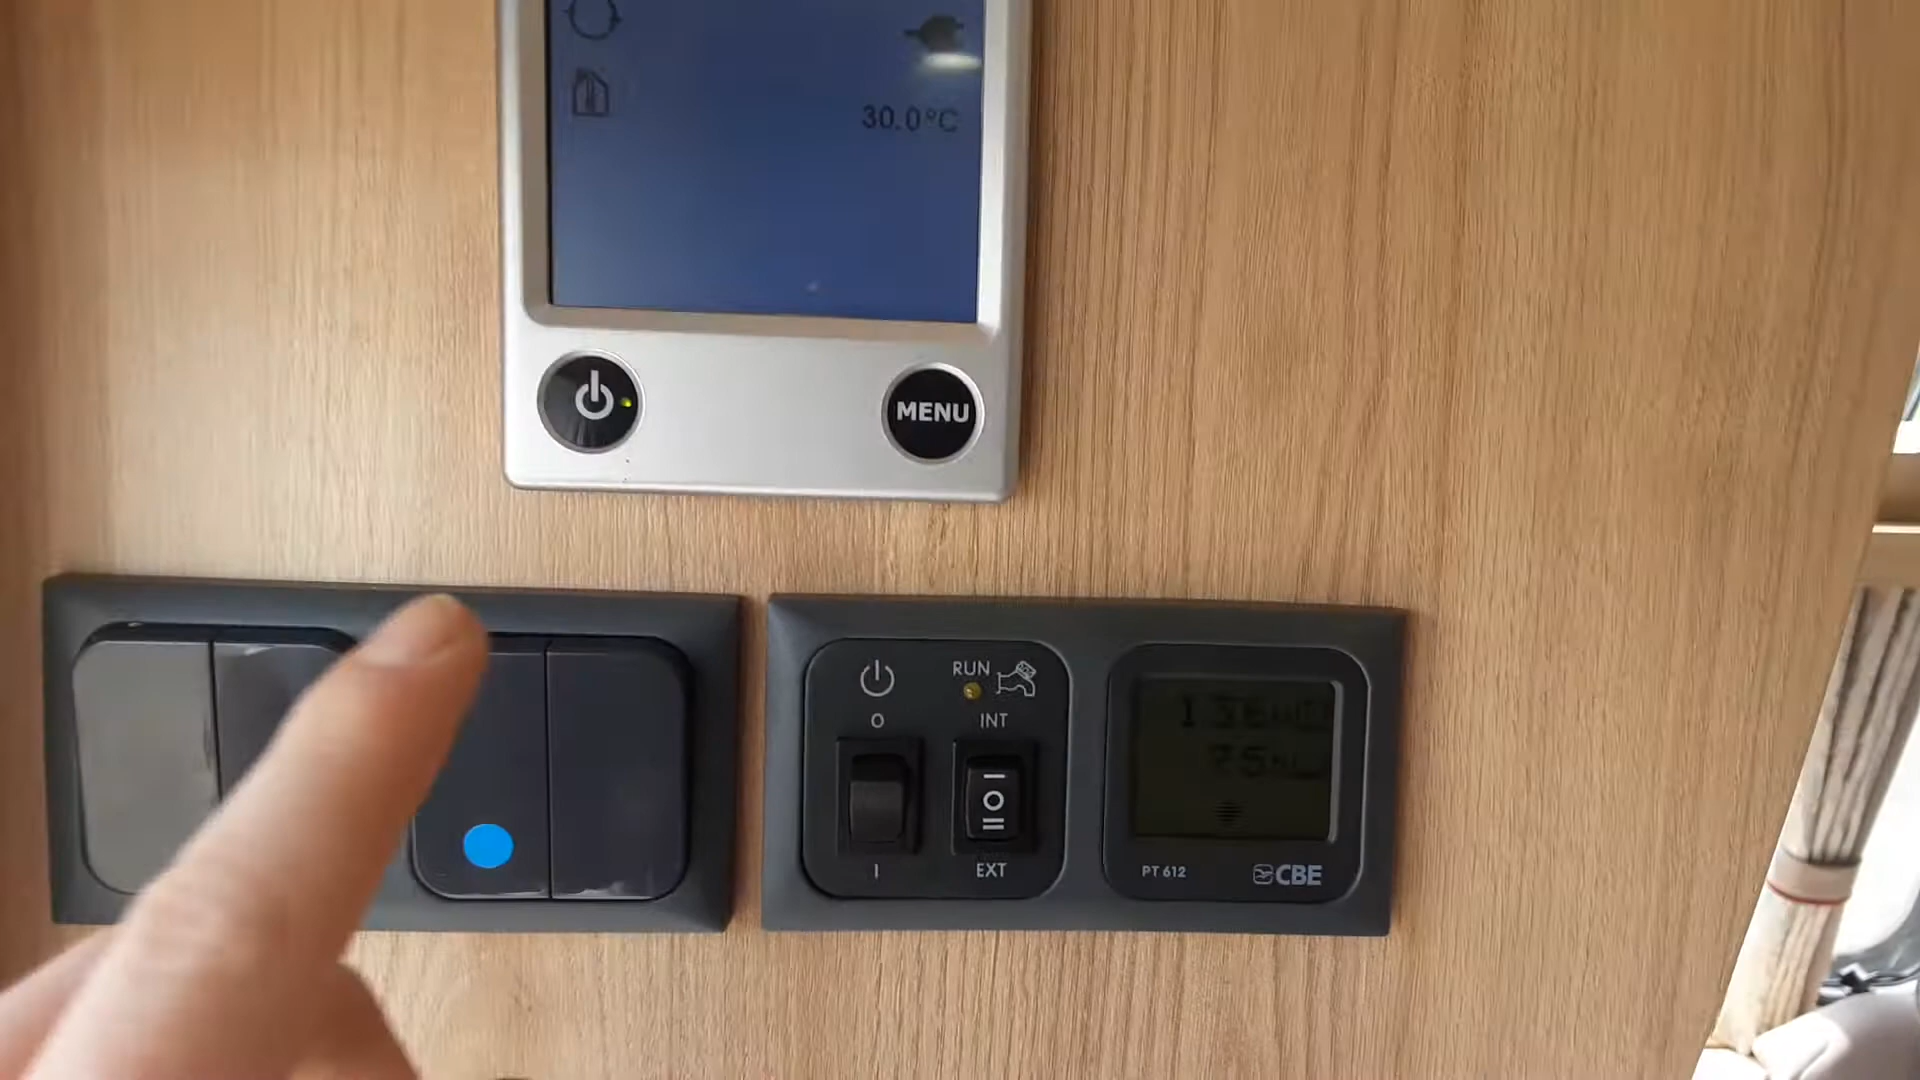 30.0°C
MENU
RUN
O
INT
I
EXT
PT 612
CBE